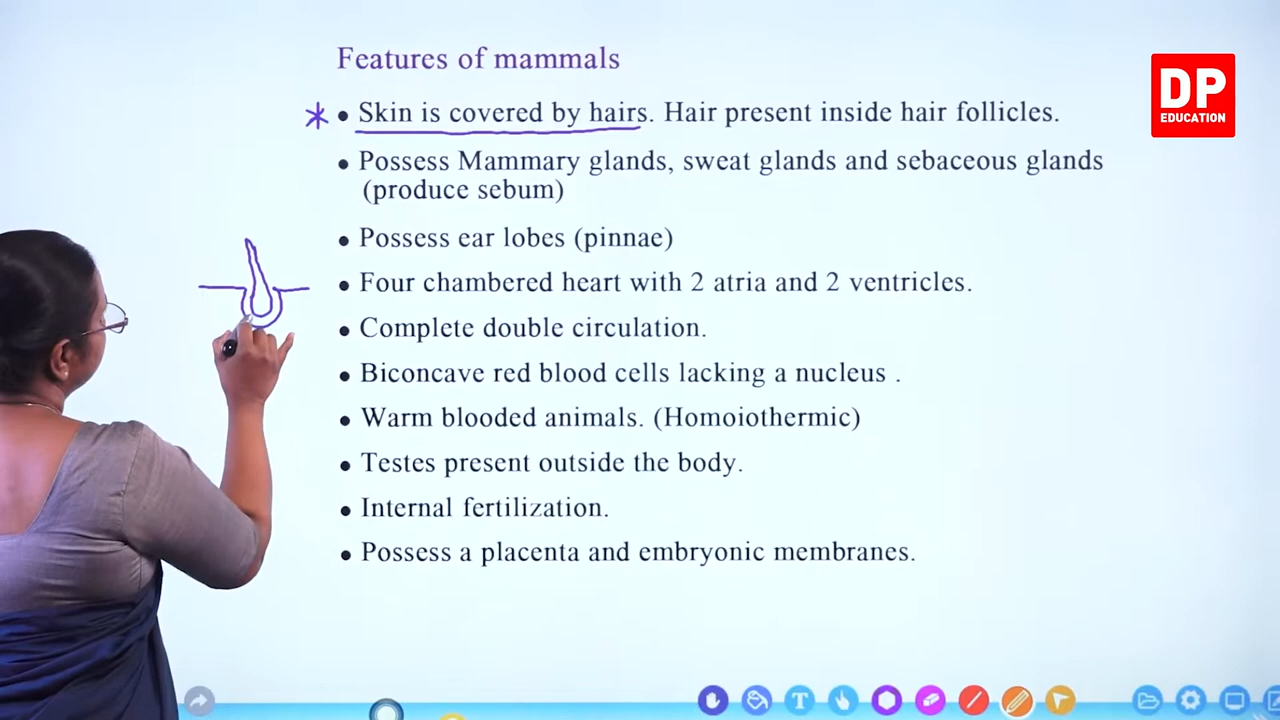 Features of mammals
DP
EDUCATION
* • Skin is covered by hairs. Hair present inside hair follicles.
• Possess Mammary glands, sweat glands and sebaceous glands
(produce sebum)
• Possess ear lobes (pinnae)
• Four chambered heart with 2 atria and 2 ventricles.
• Complete double circulation.
• Biconcave red blood cells lacking a nucleus .
• Warm blooded animals. (Homoiothermic)
• Testes present outside the body.
• Internal fertilization.
• Possess a placenta and embryonic membranes.
T